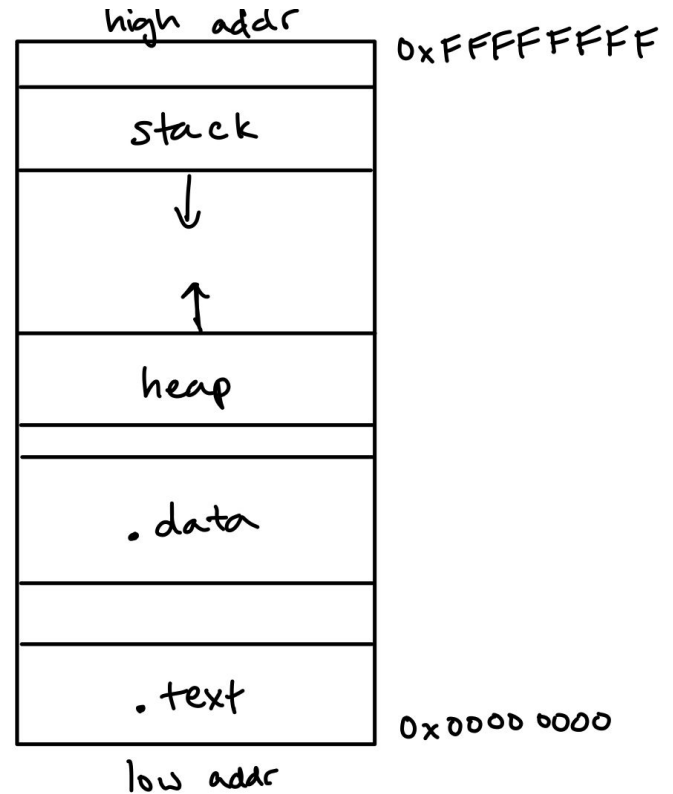 high addr
0xFFFFFFFF
stack
↓
↑
heap
.data
.text
0x0000 0000
low addr